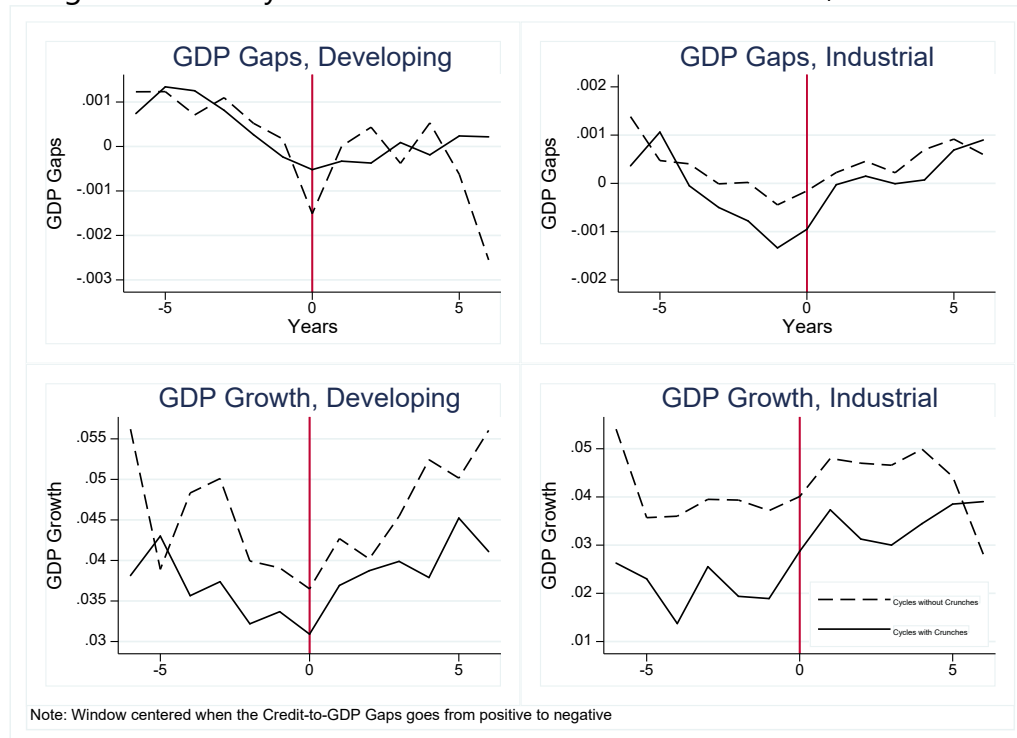 GDP Gaps, Developing
GDP Gaps
.001
0
-.001
-.002
-.003
-5
0
5
Years
GDP Gaps, Industrial
GDP Gaps
.002
.001
0
-.001
-.002
-5
0
5
Years
GDP Growth, Developing
GDP Growth
.055
.05
.045
.04
.035
.03
-5
0
5
GDP Growth, Industrial
GDP Growth
.05
.04
.03
.02
.01
Cycles without Crunches
Cycles with Crunches
-5
0
5
Note: Window centered when the Credit-to-GDP Gaps goes from positive to negative